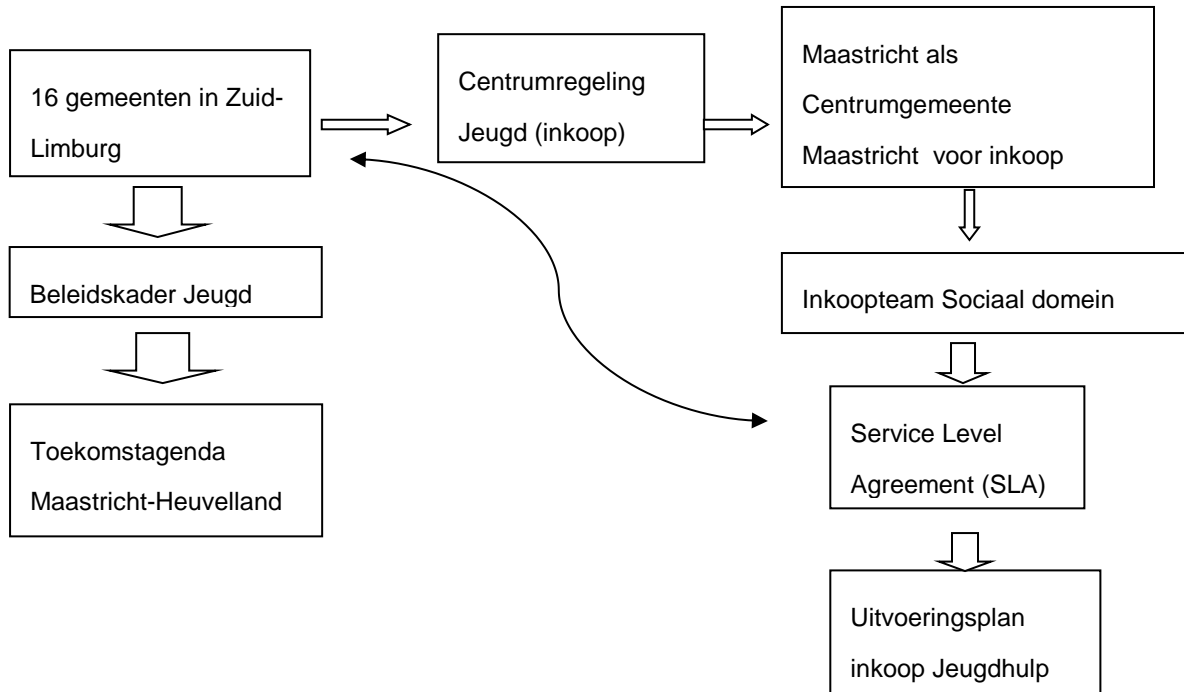 16 gemeenten in Zuid-
Limburg
Centrumregeling
Jeugd (inkoop)
Maastricht als
Centrumgemeente
Maastricht voor inkoop
Beleidskader Jeugd
Inkoopteam Sociaal domein
Toekomstagenda
Maastricht-Heuvelland
Service Level
Agreement (SLA)
Uitvoeringsplan
inkoop Jeugdhulp